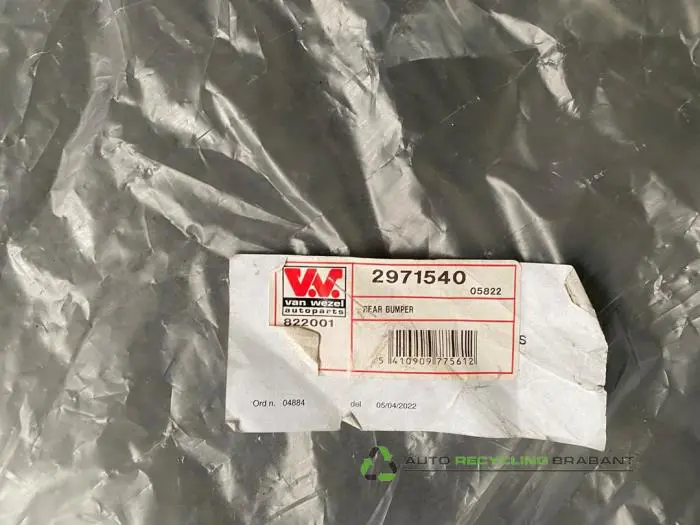 V.V.
van wezel
autoparts
822001
2971540
05822
REAR BUMPER
S
5 410909 775612
Ord n. 04884 del 05/04/2022
AUTO RECYCLING BRABANT